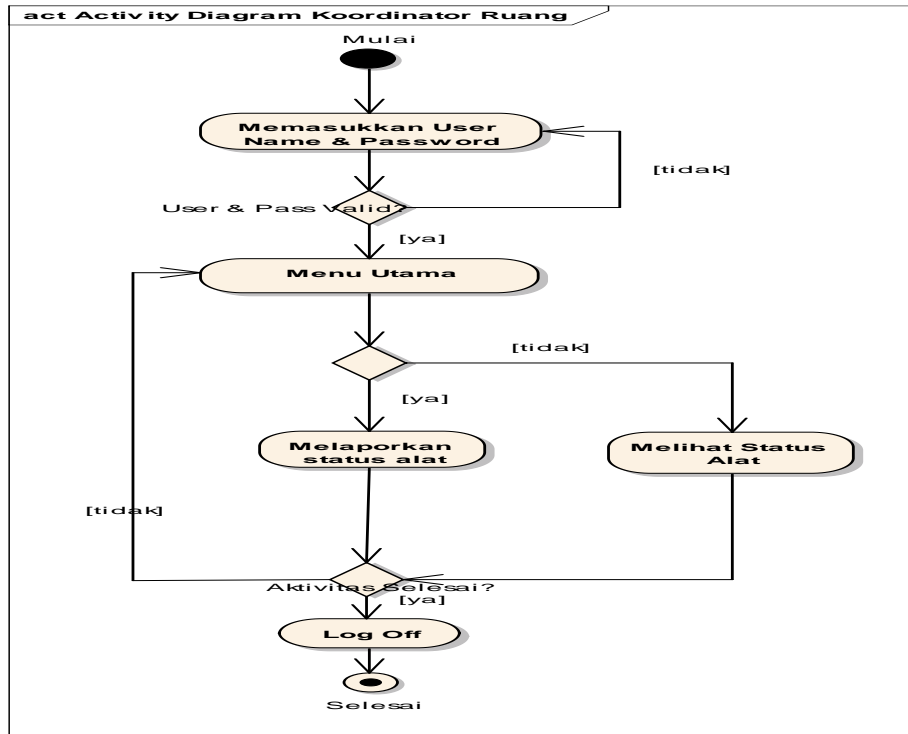 act Activity Diagram Koordinator Ruang
Mulai
Memasukkan User
Name & Password
[tidak]
User & Pass Valid?
[ya]
Menu Utama
[tidak]
[ya]
Melaporkan
status alat
Melihat Status
Alat
[tidak]
Aktivitas Selesai?
[ya]
Log Off
Selesai